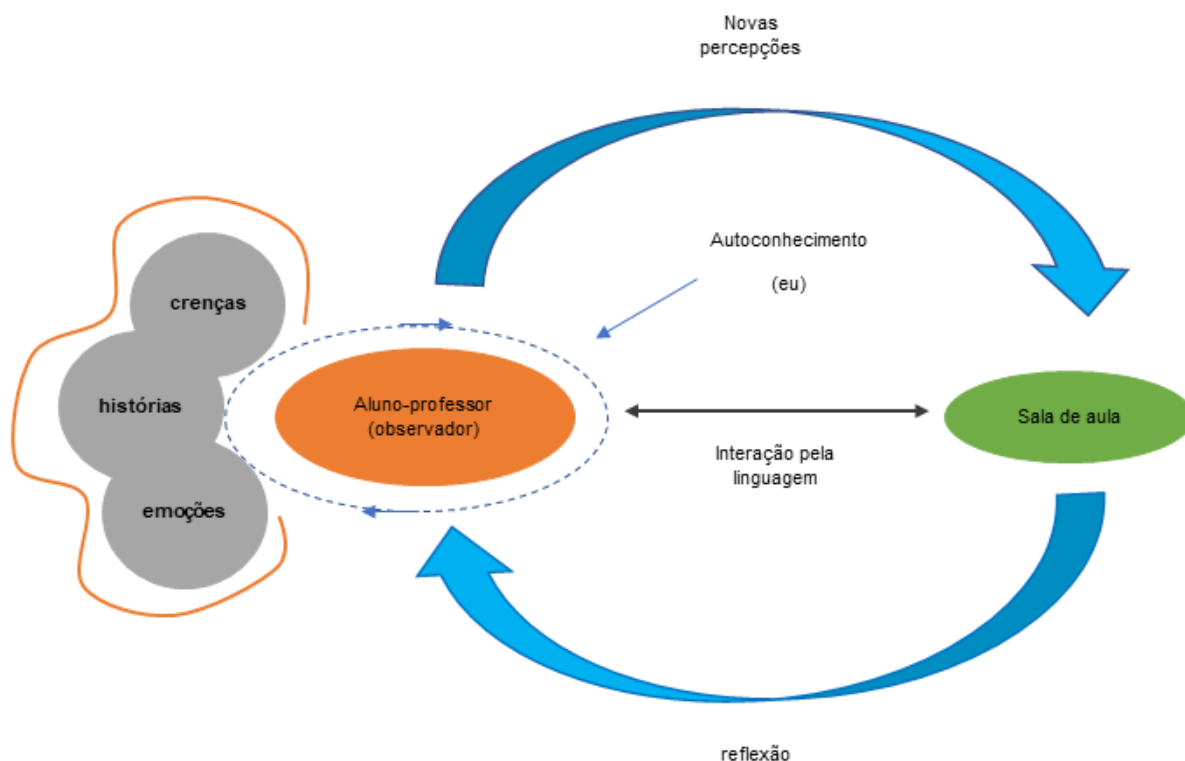 Novas
percepções
Autoconhecimento
(eu)
crenças
histórias
emoções
Aluno-professor
(observador)
Interação pela
linguagem
Sala de aula
reflexão